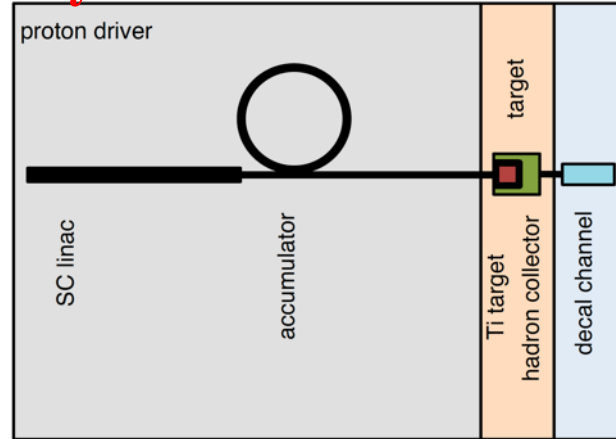 proton driver
target
SC linac
accumulator
Ti target
hadron collector
decal channel